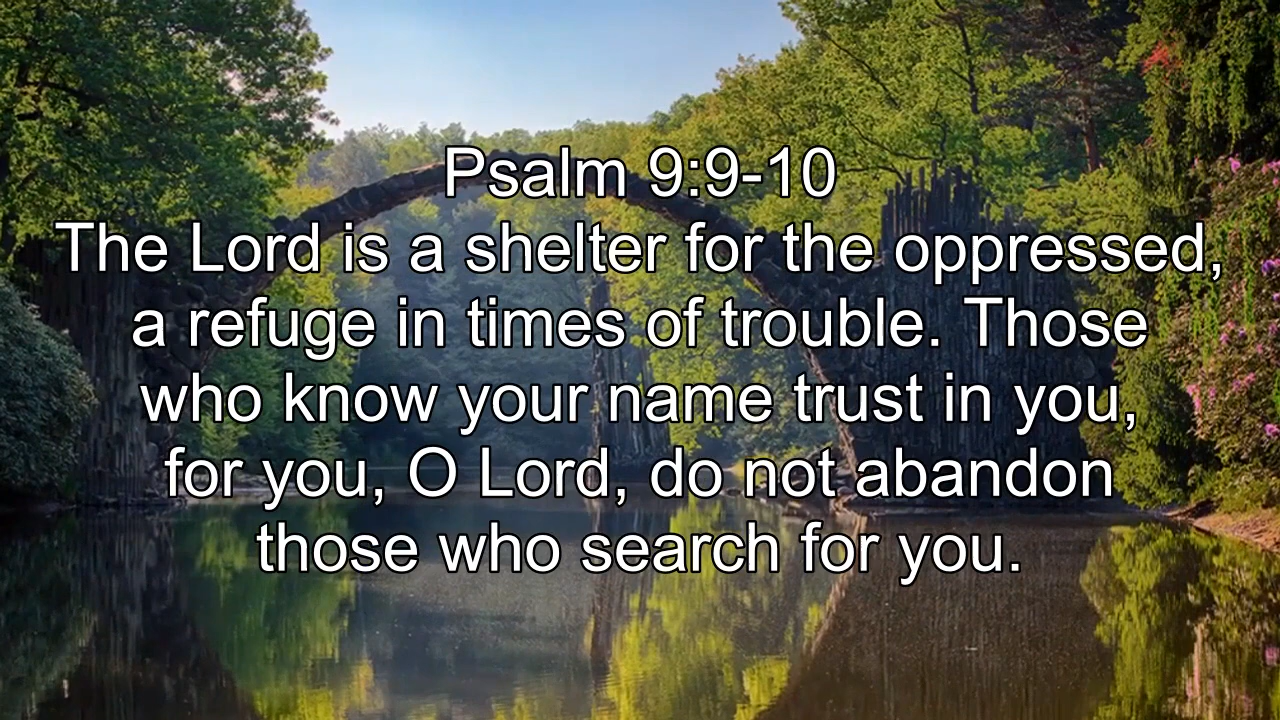 Psalm 9:9-10
The Lord is a shelter for the oppressed,
a refuge in times of trouble. Those
who know your name trust in you,
for you, O Lord, do not abandon
those who search for you.